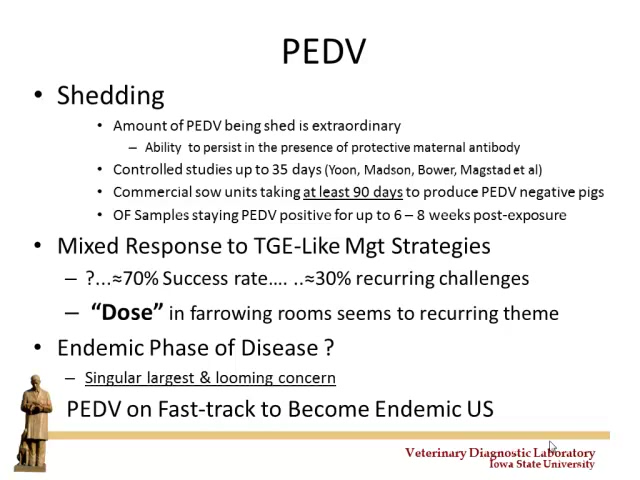 PEDV
• Shedding
• Amount of PEDV being shed is extraordinary
– Ability to persist in the presence of protective maternal antibody
• Controlled studies up to 35 days (Yoon, Madson, Bower, Magstad et al)
• Commercial sow units taking at least 90 days to produce PEDV negative pigs
• OF Samples staying PEDV positive for up to 6 – 8 weeks post-exposure
• Mixed Response to TGE-Like Mgt Strategies
– ?...≈70% Success rate…. ..≈30% recurring challenges
– “Dose” in farrowing rooms seems to recurring theme
• Endemic Phase of Disease ?
– Singular largest & looming concern
PEDV on Fast-track to Become Endemic US
Veterinary Diagnostic Laboratory
Iowa State University